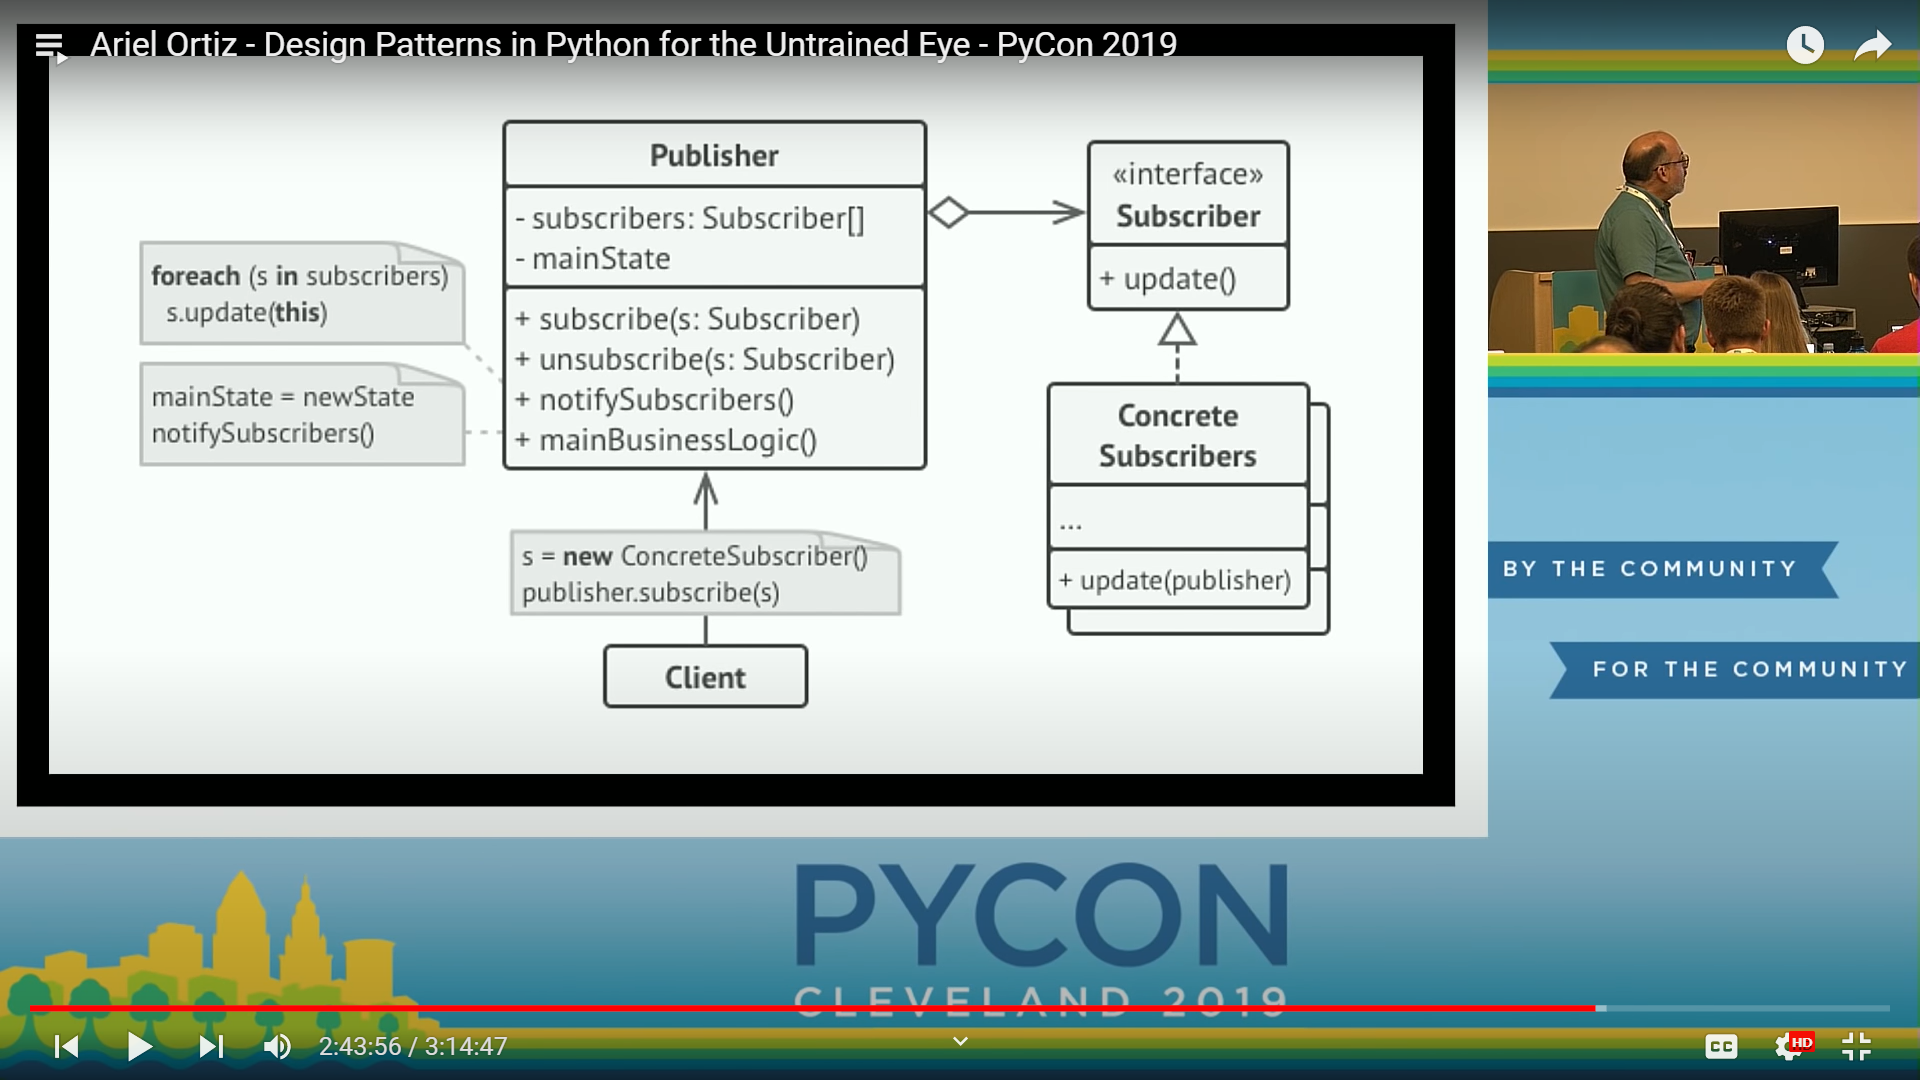 Ariel Ortiz - Design Patterns in Python for the Untrained Eye - PyCon 2019
Publisher
- subscribers: Subscriber[]
- mainState
+ subscribe(s: Subscriber)
+ unsubscribe(s: Subscriber)
+ notifySubscribers()
+ mainBusinessLogic()
foreach (s in subscribers)
s.update(this)
mainState = newState
notifySubscribers()
«interface»
Subscriber
+ update()
Concrete
Subscribers
...
+ update(publisher)
s = new ConcreteSubscriber()
publisher.subscribe(s)
Client
BY THE COMMUNITY
FOR THE COMMUNITY
PYCON
CLEVELAND 2019
2:43:56 / 3:14:47
CC
HD